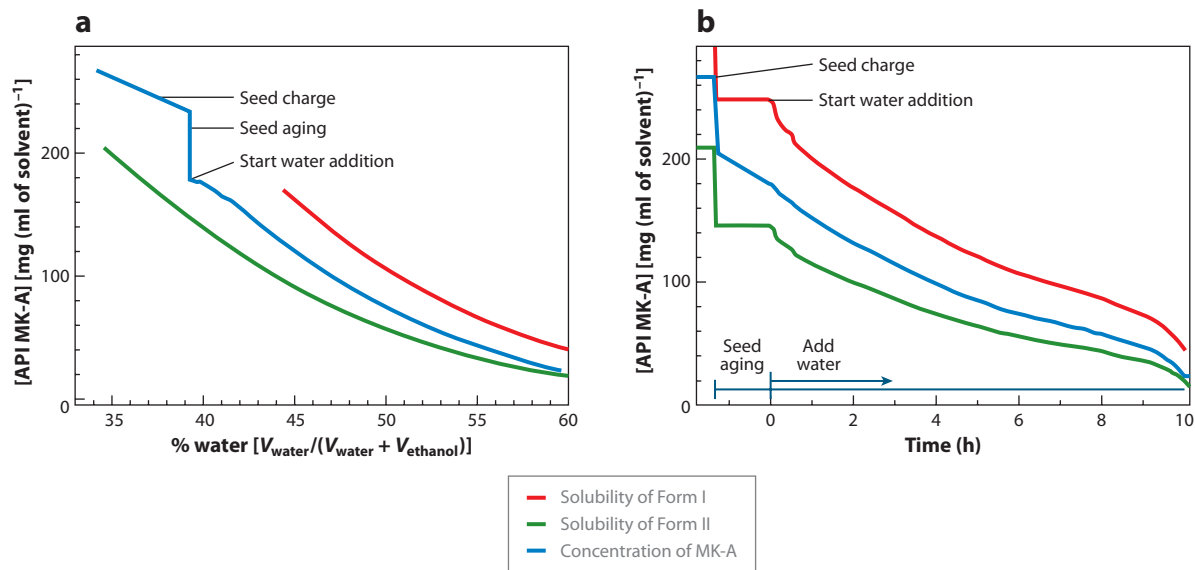 a
[API MK-A] [mg (ml of solvent)⁻¹]
200
100
0
35
40
45
50
55
60
% water [Vwater/(Vwater + Vethanol)]
Seed charge
Seed aging
Start water addition
b
[API MK-A] [mg (ml of solvent)⁻¹]
200
100
0
0
2
4
6
8
10
Time (h)
Seed charge
Start water addition
Seed
aging
Add
water
Solubility of Form I
Solubility of Form II
Concentration of MK-A